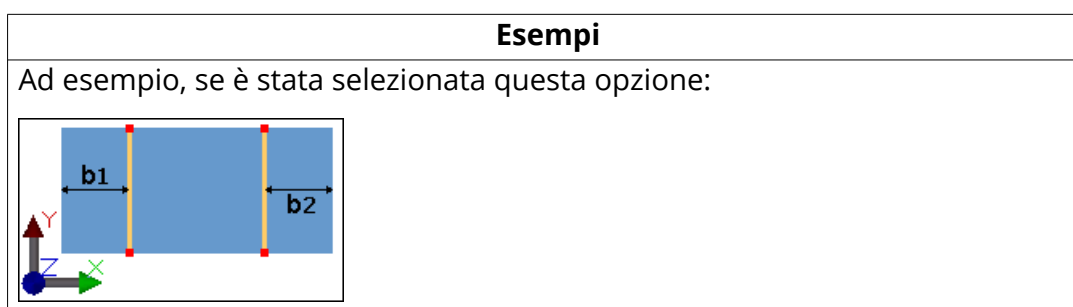 Esempi
Ad esempio, se è stata selezionata questa opzione:
b1
b2
Y
Z X